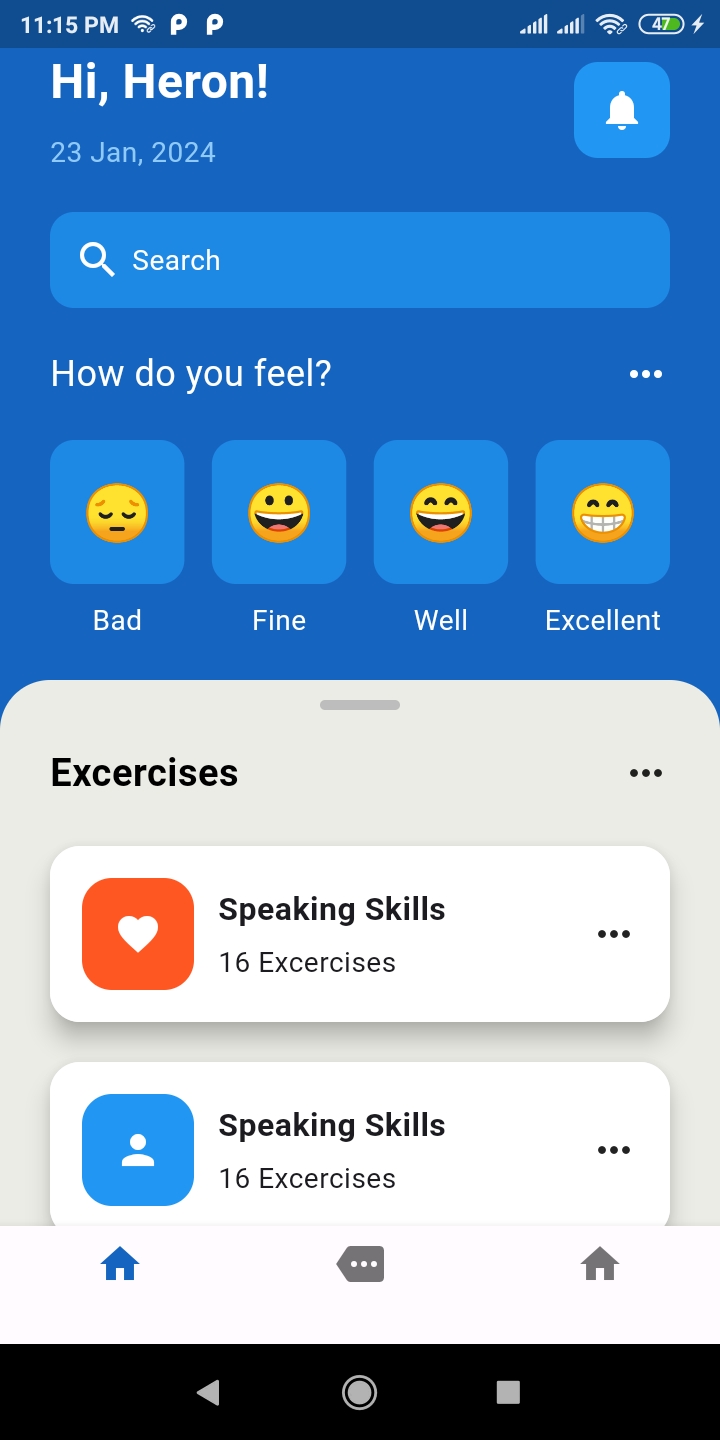 11:15 PM
47
Hi, Heron!
23 Jan, 2024
Search
How do you feel?
Bad
Fine
Well
Excellent
Excercises
Speaking Skills
16 Excercises
Speaking Skills
16 Excercises